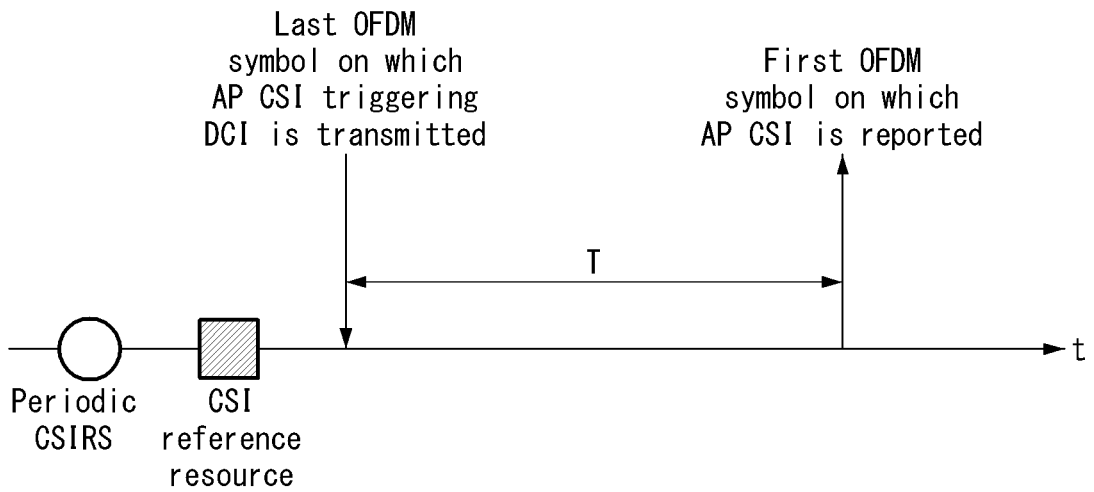 Last OFDM
symbol on which
AP CSI triggering
DCI is transmitted
First OFDM
symbol on which
AP CSI is reported
T
t
Periodic
CSIRS
CSI
reference
resource